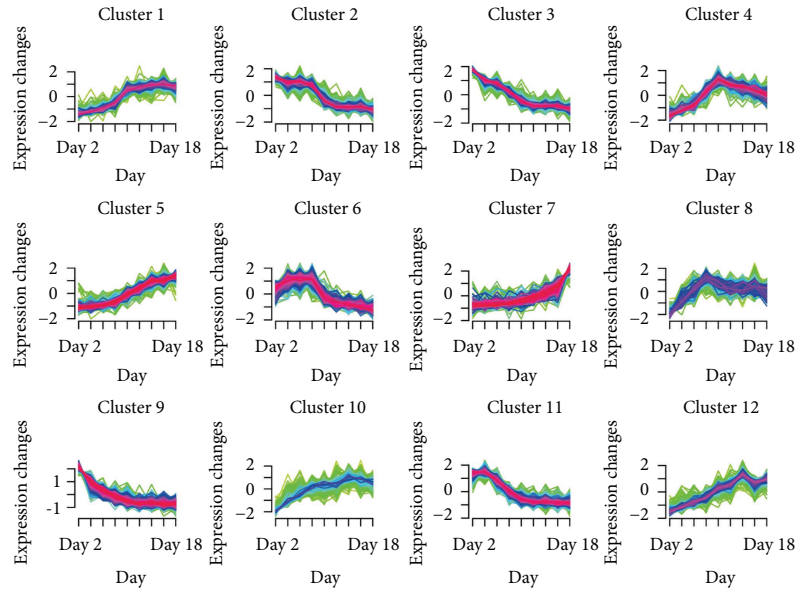 Cluster 1
Expression changes
2
0
−2
Day 2
Day 18
Day
Cluster 2
Expression changes
2
0
−2
Day 2
Day 18
Day
Cluster 3
Expression changes
2
0
−2
Day 2
Day 18
Day
Cluster 4
Expression changes
2
0
−2
Day 2
Day 18
Day
Cluster 5
Expression changes
2
0
−2
Day 2
Day 18
Day
Cluster 6
Expression changes
2
0
−2
Day 2
Day 18
Day
Cluster 7
Expression changes
2
0
−2
Day 2
Day 18
Day
Cluster 8
Expression changes
2
0
−2
Day 2
Day 18
Day
Cluster 9
Expression changes
1
-1
Day 2
Day 18
Day
Cluster 10
Expression changes
2
0
−2
Day 2
Day 18
Day
Cluster 11
Expression changes
2
0
−2
Day 2
Day 18
Day
Cluster 12
Expression changes
2
0
−2
Day 2
Day 18
Day